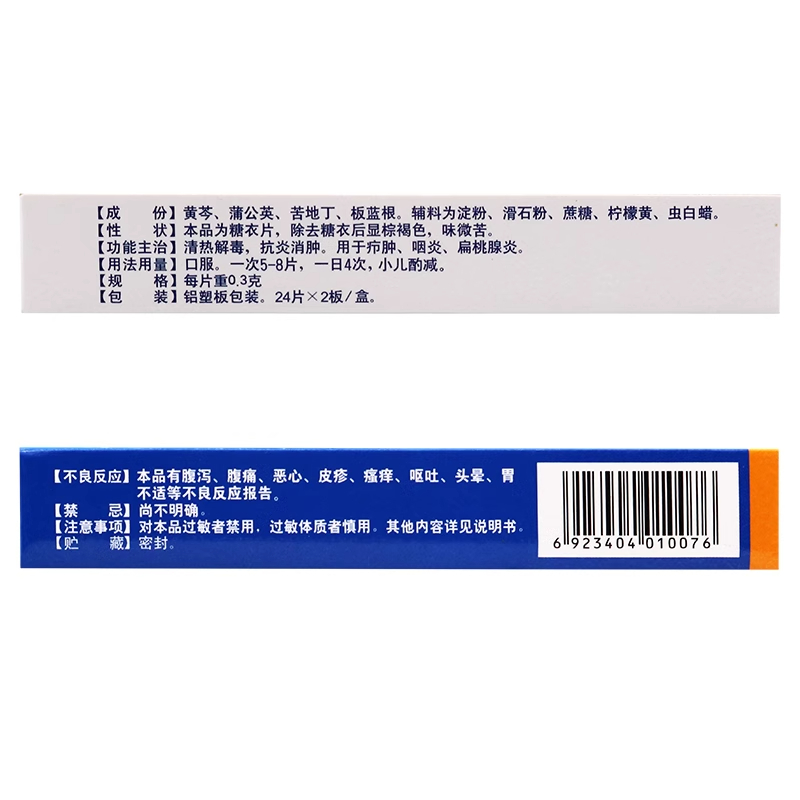 【成　份】黄芩、蒲公英、苦地丁、板蓝根。辅料为淀粉、滑石粉、蔗糖、柠檬黄、虫白蜡。
【性　状】本品为糖衣片，除去糖衣后显棕褐色，味微苦。
【功能主治】清热解毒，抗炎消肿。用于疖肿、咽炎、扁桃腺炎。
【用法用量】口服。一次5-8片，一日4次，小儿酌减。
【规　格】每片重0.3克
【包　装】铝塑板包装。24片×2板/盒。
【不良反应】本品有腹泻、腹痛、恶心、皮疹、瘙痒、呕吐、头晕、胃
不适等不良反应报告。
【禁　忌】尚不明确。
【注意事项】对本品过敏者禁用，过敏体质者慎用。其他内容详见说明书。
【贮　藏】密封。
6 923404 010076